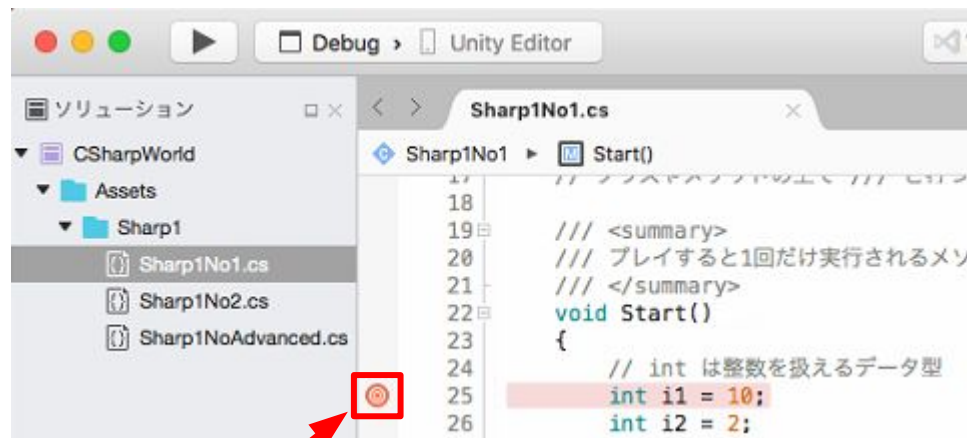 Debug › Unity Editor
ソリューション
Sharp1No1.cs
CSharpWorld
Sharp1No1 ▶ Start()
Assets
Sharp1
Sharp1No1.cs
Sharp1No2.cs
Sharp1NoAdvanced.cs
17
18
19 /// <summary>
20 /// プレイすると1回だけ実行されるメソ
21 /// </summary>
22 void Start()
23 {
24 // int は整数を扱えるデータ型
25 int i1 = 10;
26 int i2 = 2;